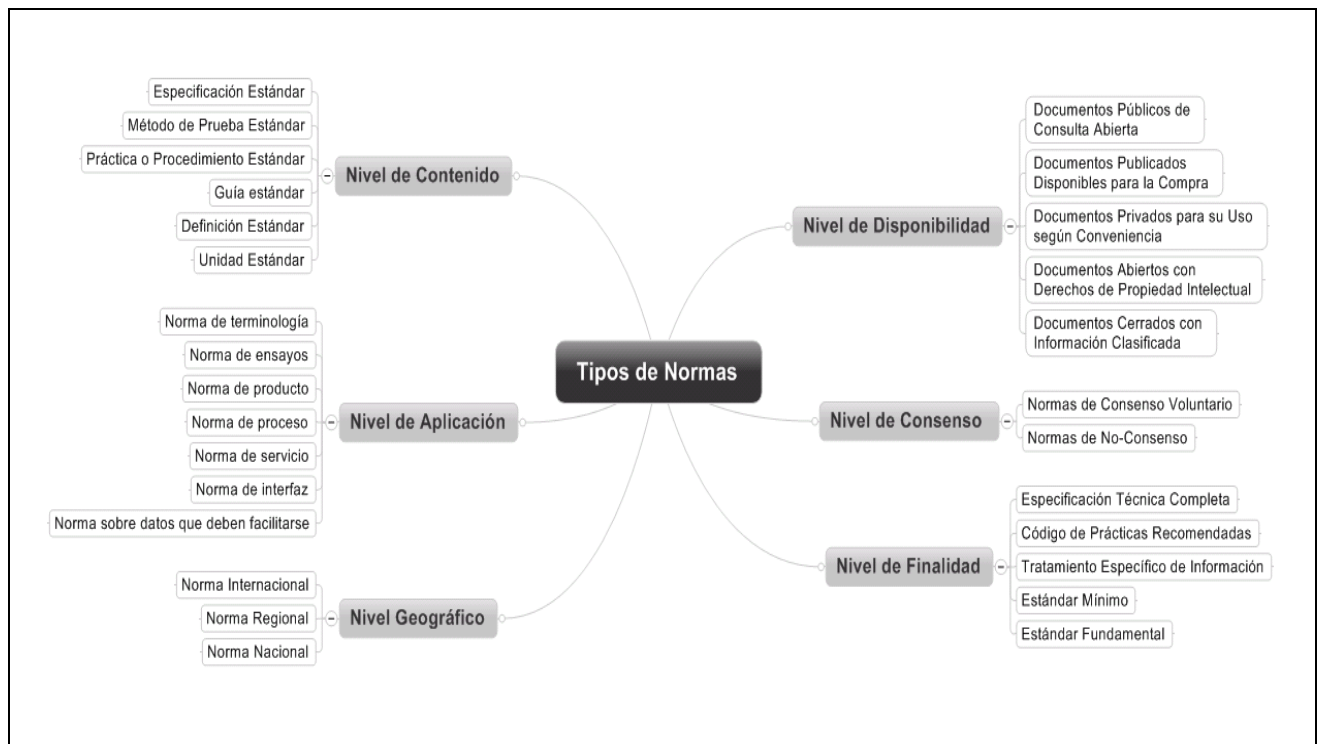 Tipos de Normas
Nivel de Contenido
Especificación Estándar
Método de Prueba Estándar
Práctica o Procedimiento Estándar
Guía estándar
Definición Estándar
Unidad Estándar
Nivel de Aplicación
Norma de terminología
Norma de ensayos
Norma de producto
Norma de proceso
Norma de servicio
Norma de interfaz
Norma sobre datos que deben facilitarse
Nivel Geográfico
Norma Internacional
Norma Regional
Norma Nacional
Nivel de Disponibilidad
Documentos Públicos de
Consulta Abierta
Documentos Publicados
Disponibles para la Compra
Documentos Privados para su Uso
según Conveniencia
Documentos Abiertos con
Derechos de Propiedad Intelectual
Documentos Cerrados con
Información Clasificada
Nivel de Consenso
Normas de Consenso Voluntario
Normas de No-Consenso
Nivel de Finalidad
Especificación Técnica Completa
Código de Prácticas Recomendadas
Tratamiento Específico de Información
Estándar Mínimo
Estándar Fundamental